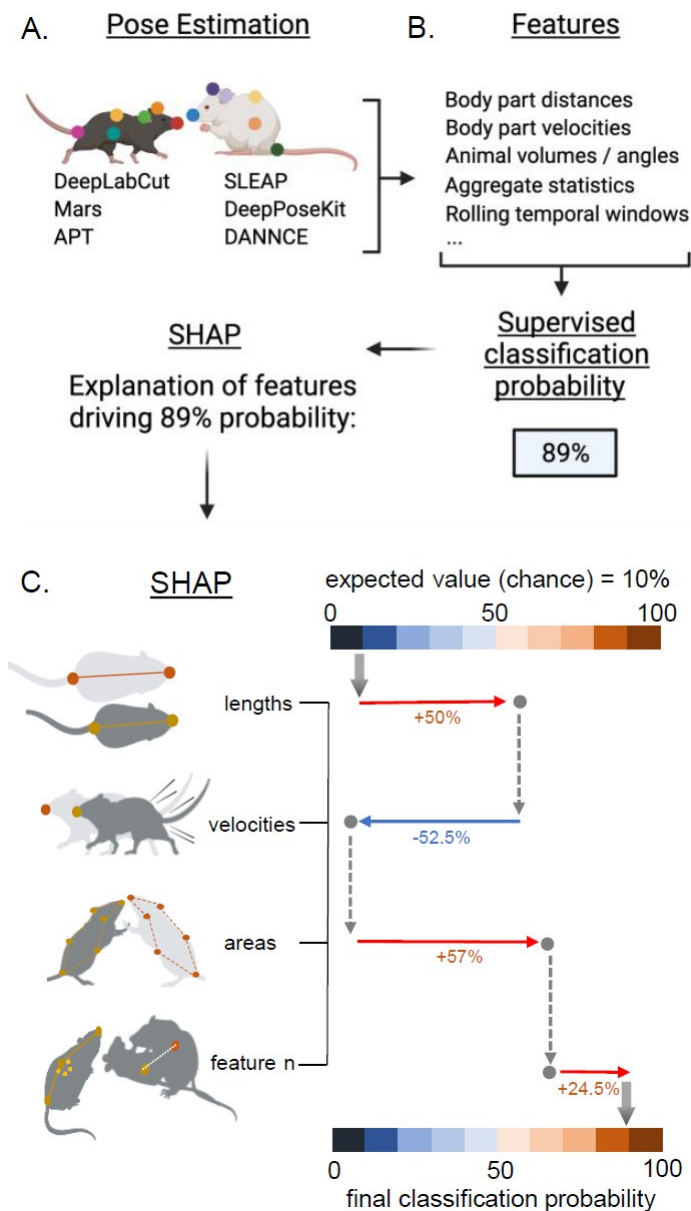 A.
Pose Estimation
B.
Features
DeepLabCut
Mars
APT
SLEAP
DeepPoseKit
DANNCE
Body part distances
Body part velocities
Animal volumes / angles
Aggregate statistics
Rolling temporal windows
...
Supervised
classification
probability
89%
SHAP
Explanation of features
driving 89% probability:
C.
SHAP
expected value (chance) = 10%
0 50 100
lengths
+50%
velocities
-52.5%
areas
+57%
feature n
+24.5%
0 50 100
final classification probability